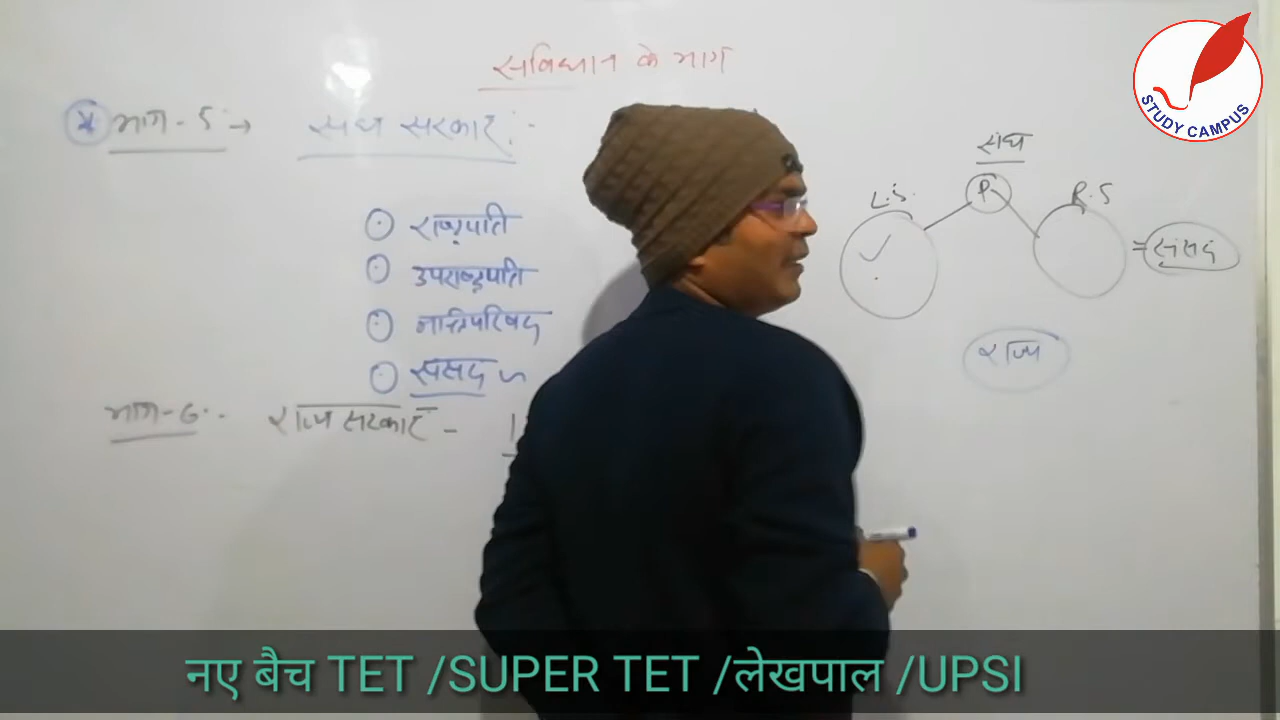 संविधान के भाग
भाग - 5 → संघ सरकार :-
राष्ट्रपति
उपराष्ट्रपति
मन्त्रिपरिषद
संसद
भाग - 6 राज्य सरकार -
संघ
L.S. P. R.S
= संसद
राज्य
STUDY CAMPUS
नए बैच TET /SUPER TET /लेखपाल /UPSI